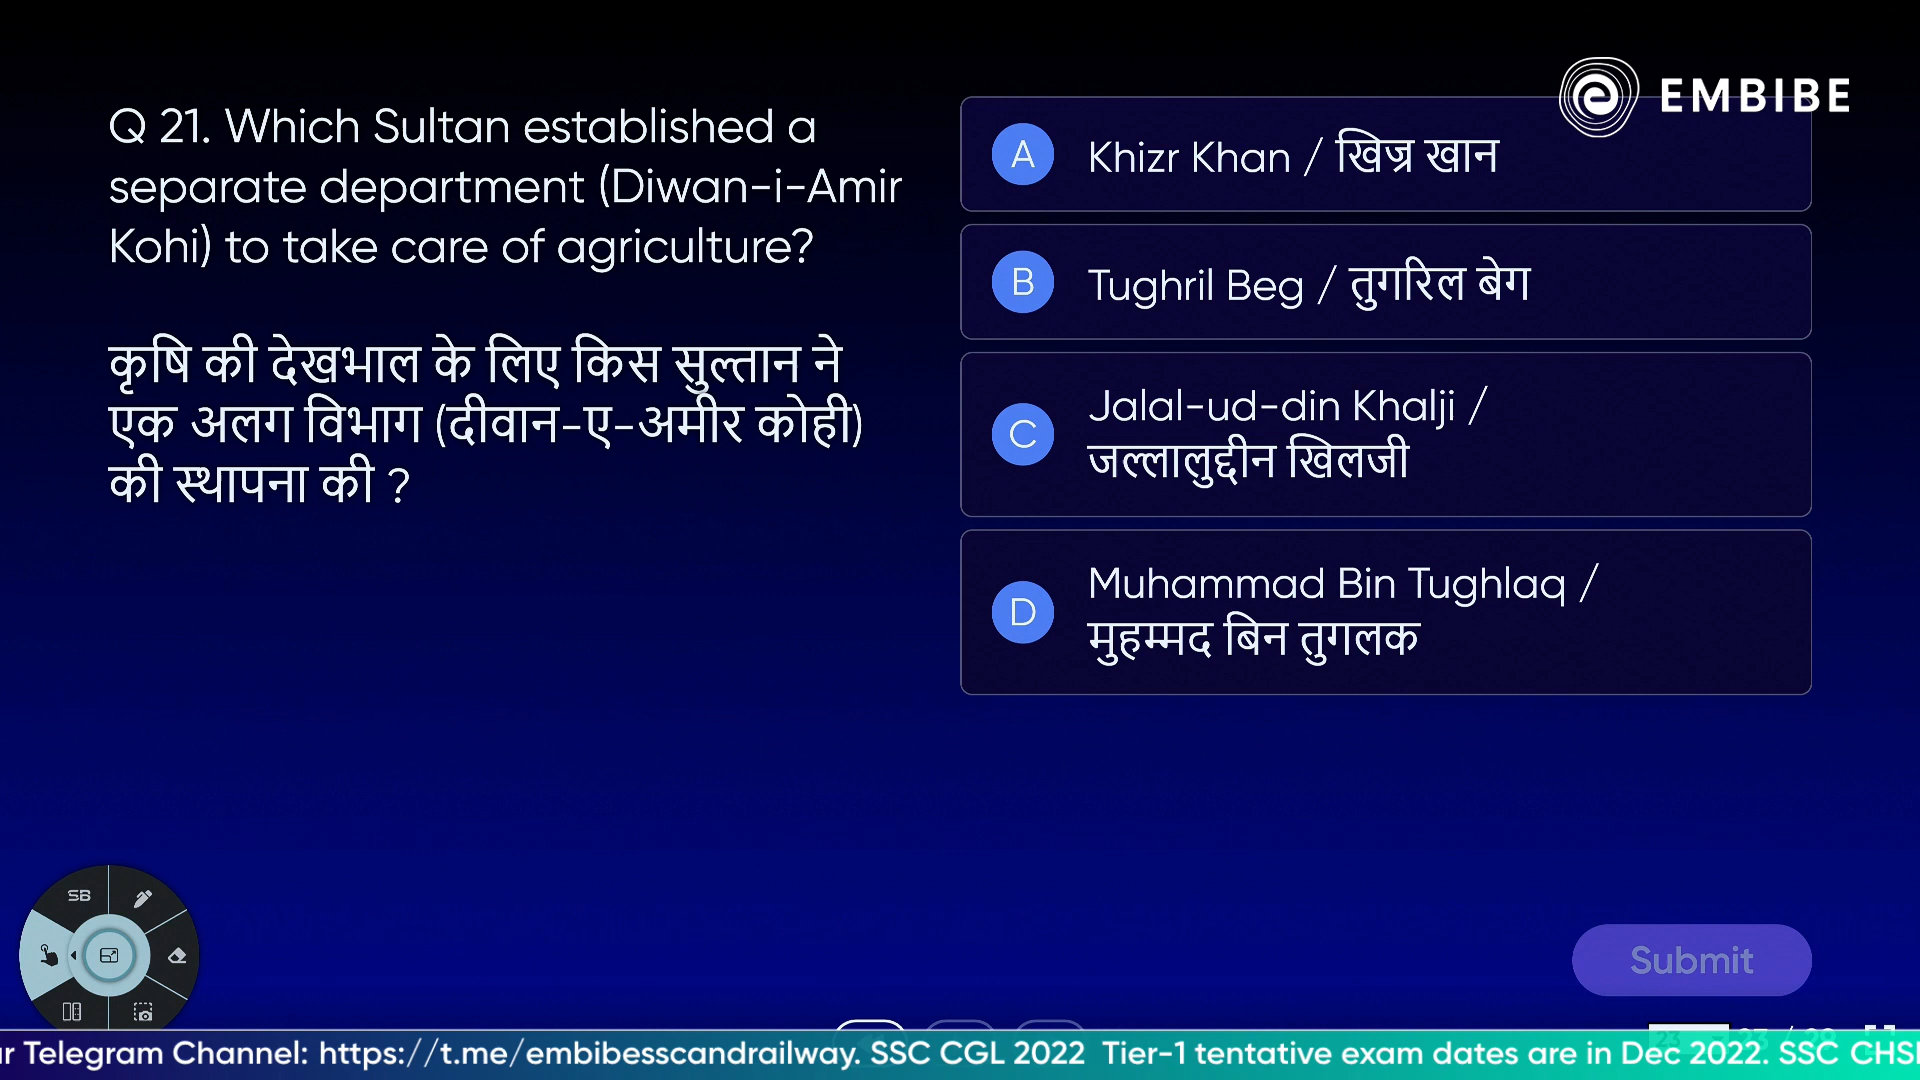 EMBIBE
Q 21. Which Sultan established a
separate department (Diwan-i-Amir
Kohi) to take care of agriculture?
कृषि की देखभाल के लिए किस सुल्तान ने
एक अलग विभाग (दीवान-ए-अमीर कोही)
की स्थापना की ?
A Khizr Khan / खिज्र खान
B Tughril Beg / तुगरिल बेग
C Jalal-ud-din Khalji /
जल्लालुद्दीन खिलजी
D Muhammad Bin Tughlaq /
मुहम्मद बिन तुगलक
SB
Submit
r Telegram Channel: https://t.me/embibesscandrailway. SSC CGL 2022 Tier-1 tentative exam dates are in Dec 2022. SSC CHS